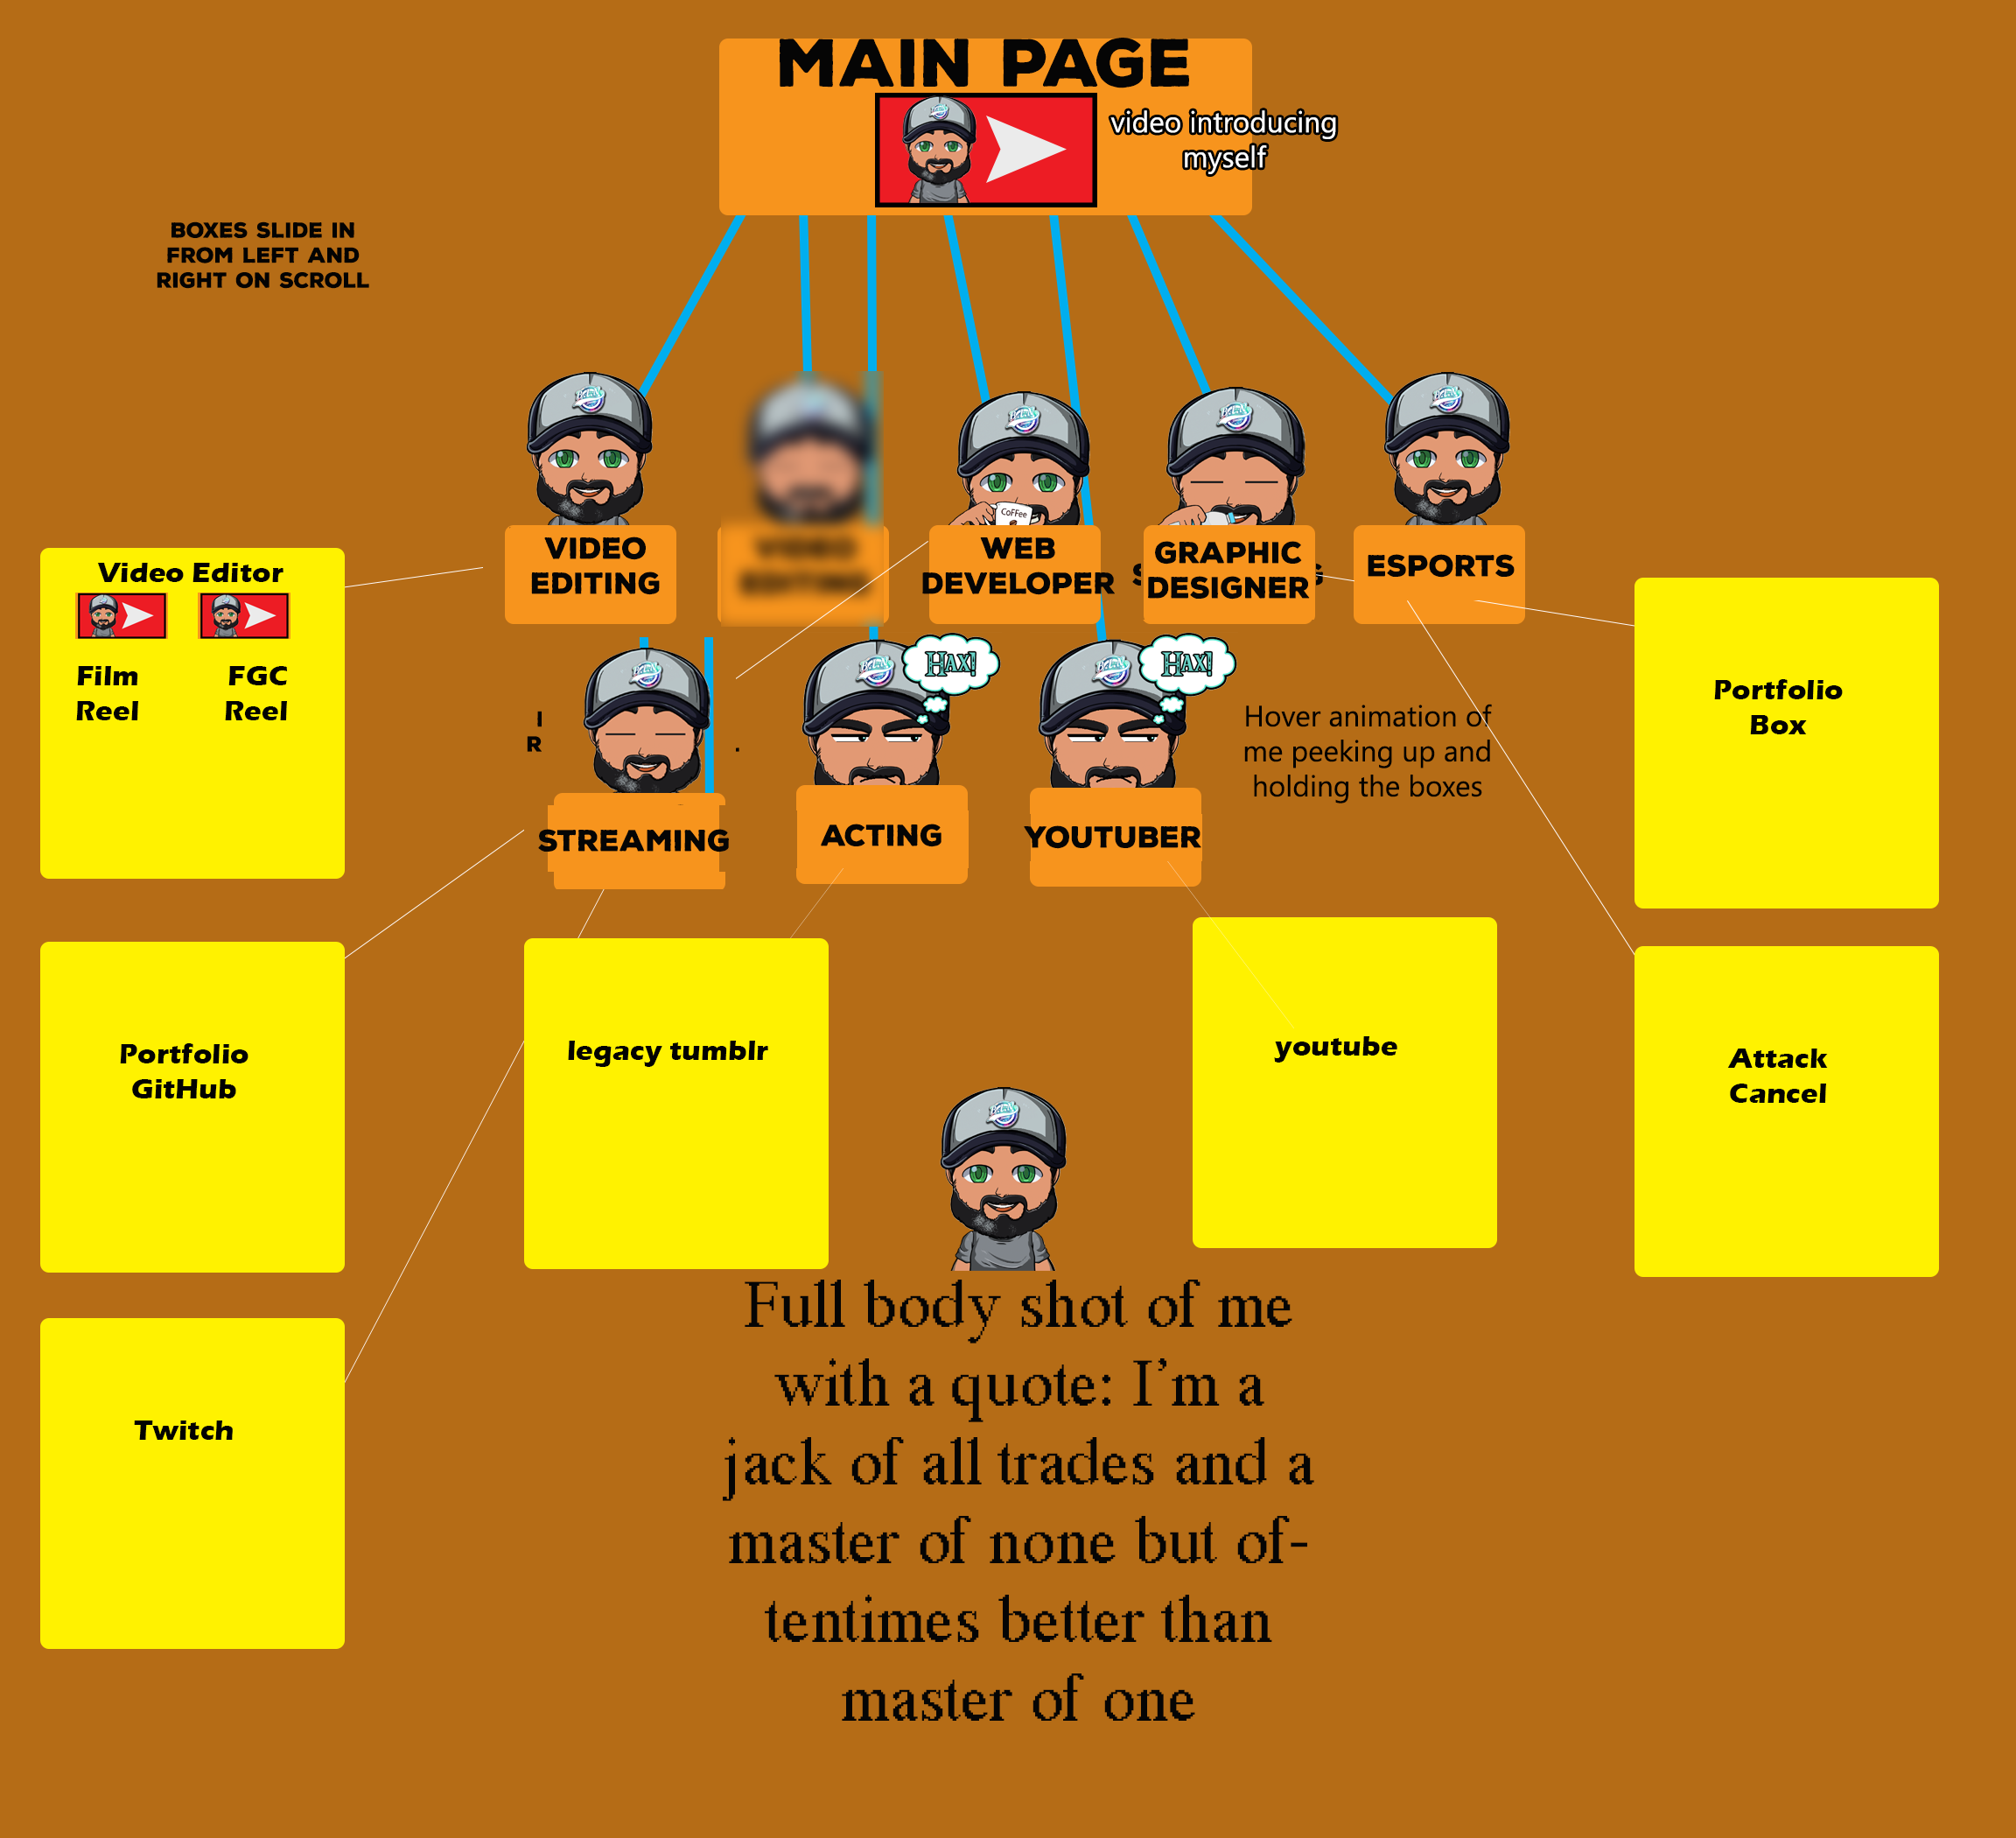 MAIN PAGE
video introducing
myself
BOXES SLIDE IN
FROM LEFT AND
RIGHT ON SCROLL
CoFFee
VIDEO
EDITING
VIDEO
EDITING
WEB
DEVELOPER
GRAPHIC
DESIGNER
ESPORTS
Video Editor
Film
Reel
FGC
Reel
HAX!
HAX!
I
R
.
Hover animation of
me peeking up and
holding the boxes
Portfolio
Box
STREAMING
ACTING
YOUTUBER
Portfolio
GitHub
legacy tumblr
youtube
Attack
Cancel
Twitch
Full body shot of me
with a quote: I’m a
jack of all trades and a
master of none but of-
tentimes better than
master of one